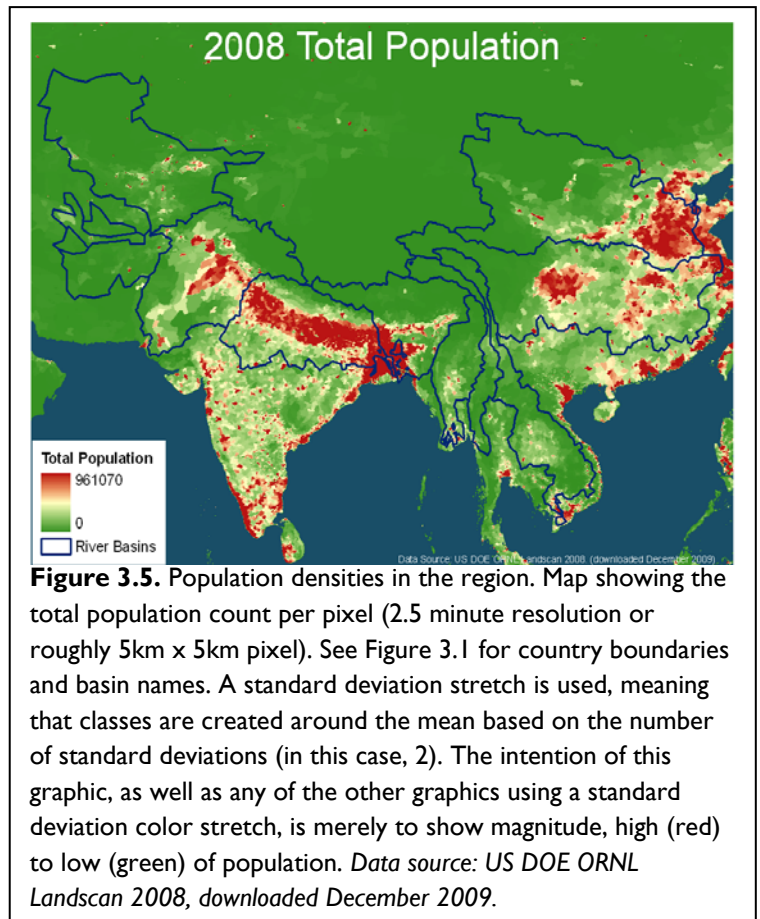 2008 Total Population
Total Population
961070
0
River Basins
Data Source: US DOE ORNL Landscan 2008. (downloaded December 2009)
Figure 3.5. Population densities in the region. Map showing the
total population count per pixel (2.5 minute resolution or
roughly 5km x 5km pixel). See Figure 3.1 for country boundaries
and basin names. A standard deviation stretch is used, meaning
that classes are created around the mean based on the number
of standard deviations (in this case, 2). The intention of this
graphic, as well as any of the other graphics using a standard
deviation color stretch, is merely to show magnitude, high (red)
to low (green) of population. Data source: US DOE ORNL
Landscan 2008, downloaded December 2009.